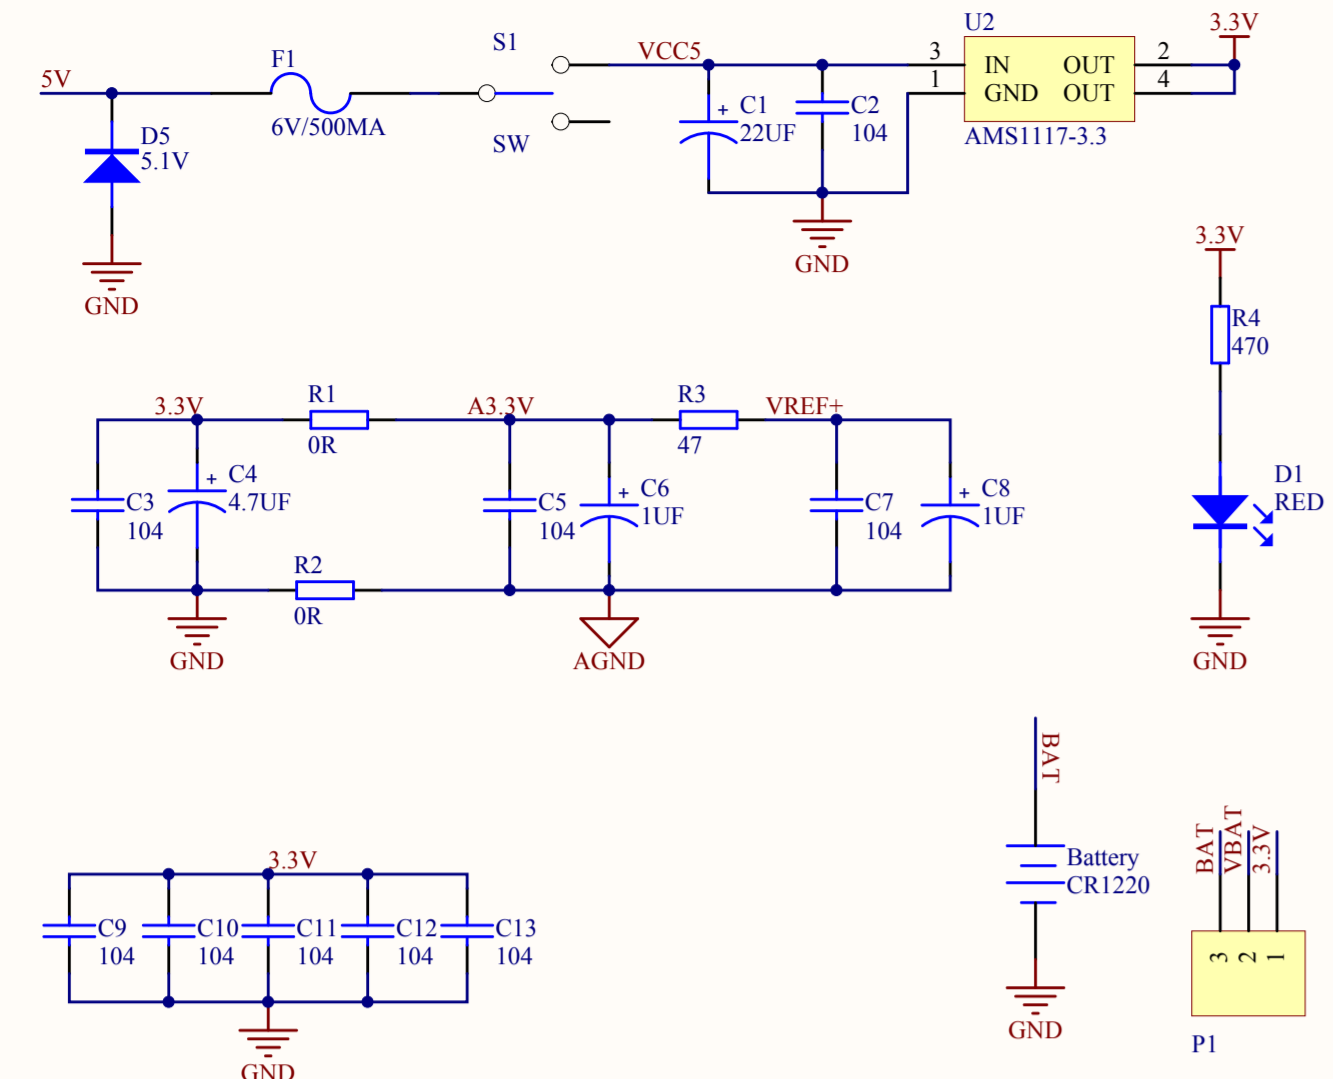 5V
F1
6V/500MA
S1
SW
VCC5
D5
5.1V
GND
+
C1
22UF
C2
104
GND
U2
3
1
IN
GND
OUT
OUT
2
4
AMS1117-3.3
3.3V
3.3V
R4
470
D1
RED
GND
3.3V
R1
0R
A3.3V
R3
47
VREF+
C3
104
+
C4
4.7UF
C5
104
+
C6
1UF
C7
104
+
C8
1UF
R2
0R
GND
AGND
3.3V
C9
104
C10
104
C11
104
C12
104
C13
104
GND
BAT
Battery
CR1220
GND
BAT
VBAT
3.3V
3
2
1
P1